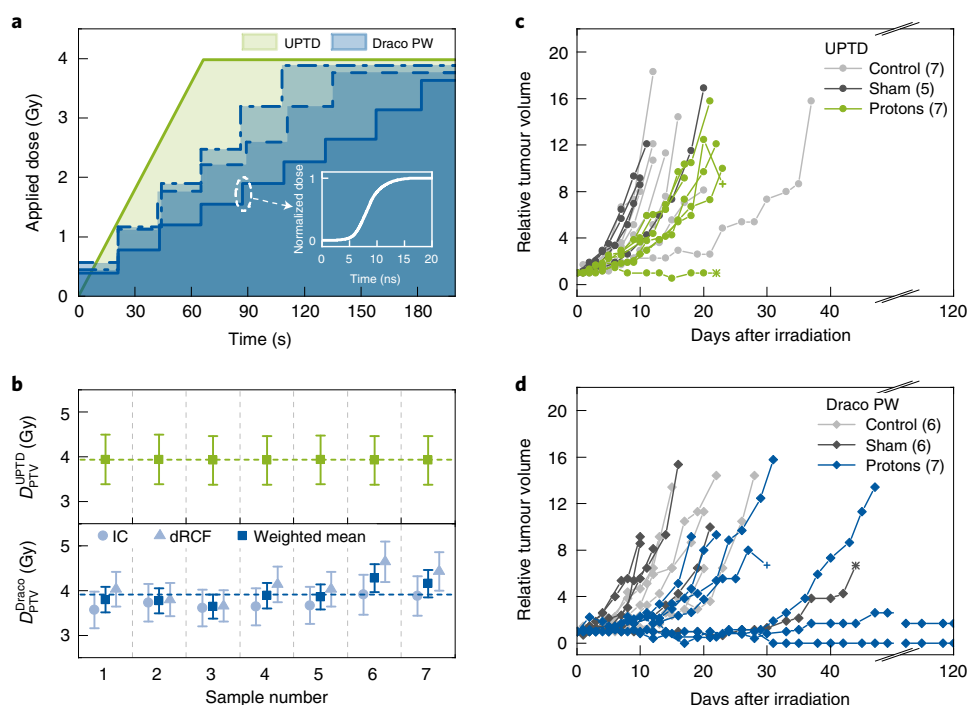 a
UPTD Draco PW
4
3
2
1
0
Applied dose (Gy)
1
0
Normalized dose
0 5 10 15 20
Time (ns)
0 30 60 90 120 150 180
Time (s)
b
5
4
3
D^UPTD_PTV (Gy)
IC dRCF Weighted mean
5
4
3
D^Draco_PTV (Gy)
1 2 3 4 5 6 7
Sample number
c
20
16
12
8
4
0
Relative tumour volume
UPTD
Control (7)
Sham (5)
Protons (7)
0 10 20 30 40 120
Days after irradiation
d
20
16
12
8
4
0
Relative tumour volume
Draco PW
Control (6)
Sham (6)
Protons (7)
0 10 20 30 40 120
Days after irradiation